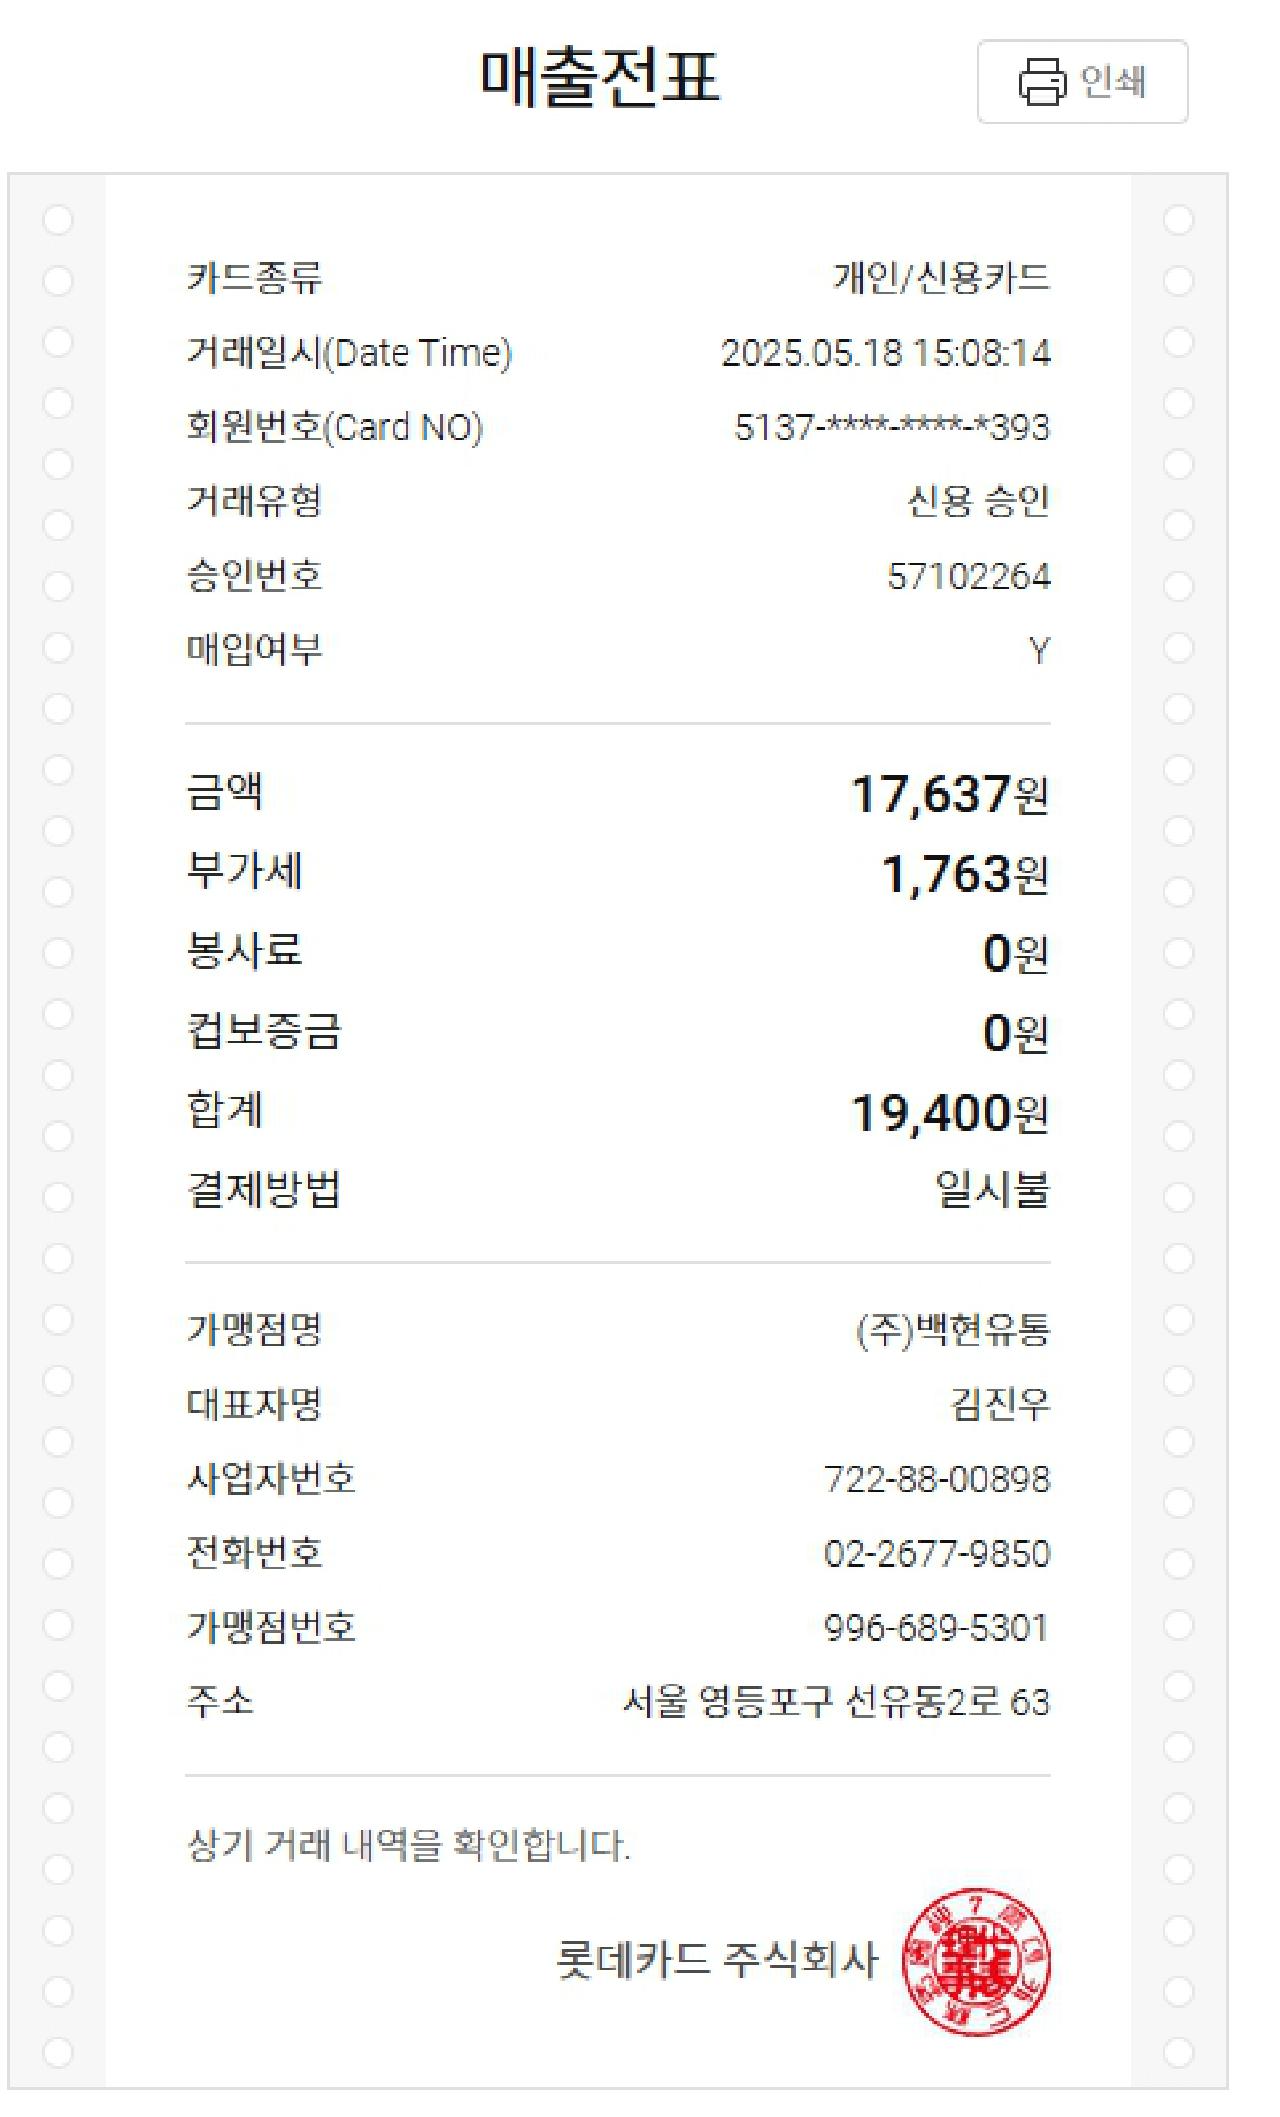 매출전표
인쇄
카드종류 개인/신용카드
거래일시(Date Time) 2025.05.18 15:08:14
회원번호(Card NO) 5137-****-****-*393
거래유형 신용 승인
승인번호 57102264
매입여부 Y
금액 17,637원
부가세 1,763원
봉사료 0원
컵보증금 0원
합계 19,400원
결제방법 일시불
가맹점명 (주)백현유통
대표자명 김진우
사업자번호 722-88-00898
전화번호 02-2677-9850
가맹점번호 996-689-5301
주소 서울 영등포구 선유동2로 63
상기 거래 내역을 확인합니다.
롯데카드 주식회사